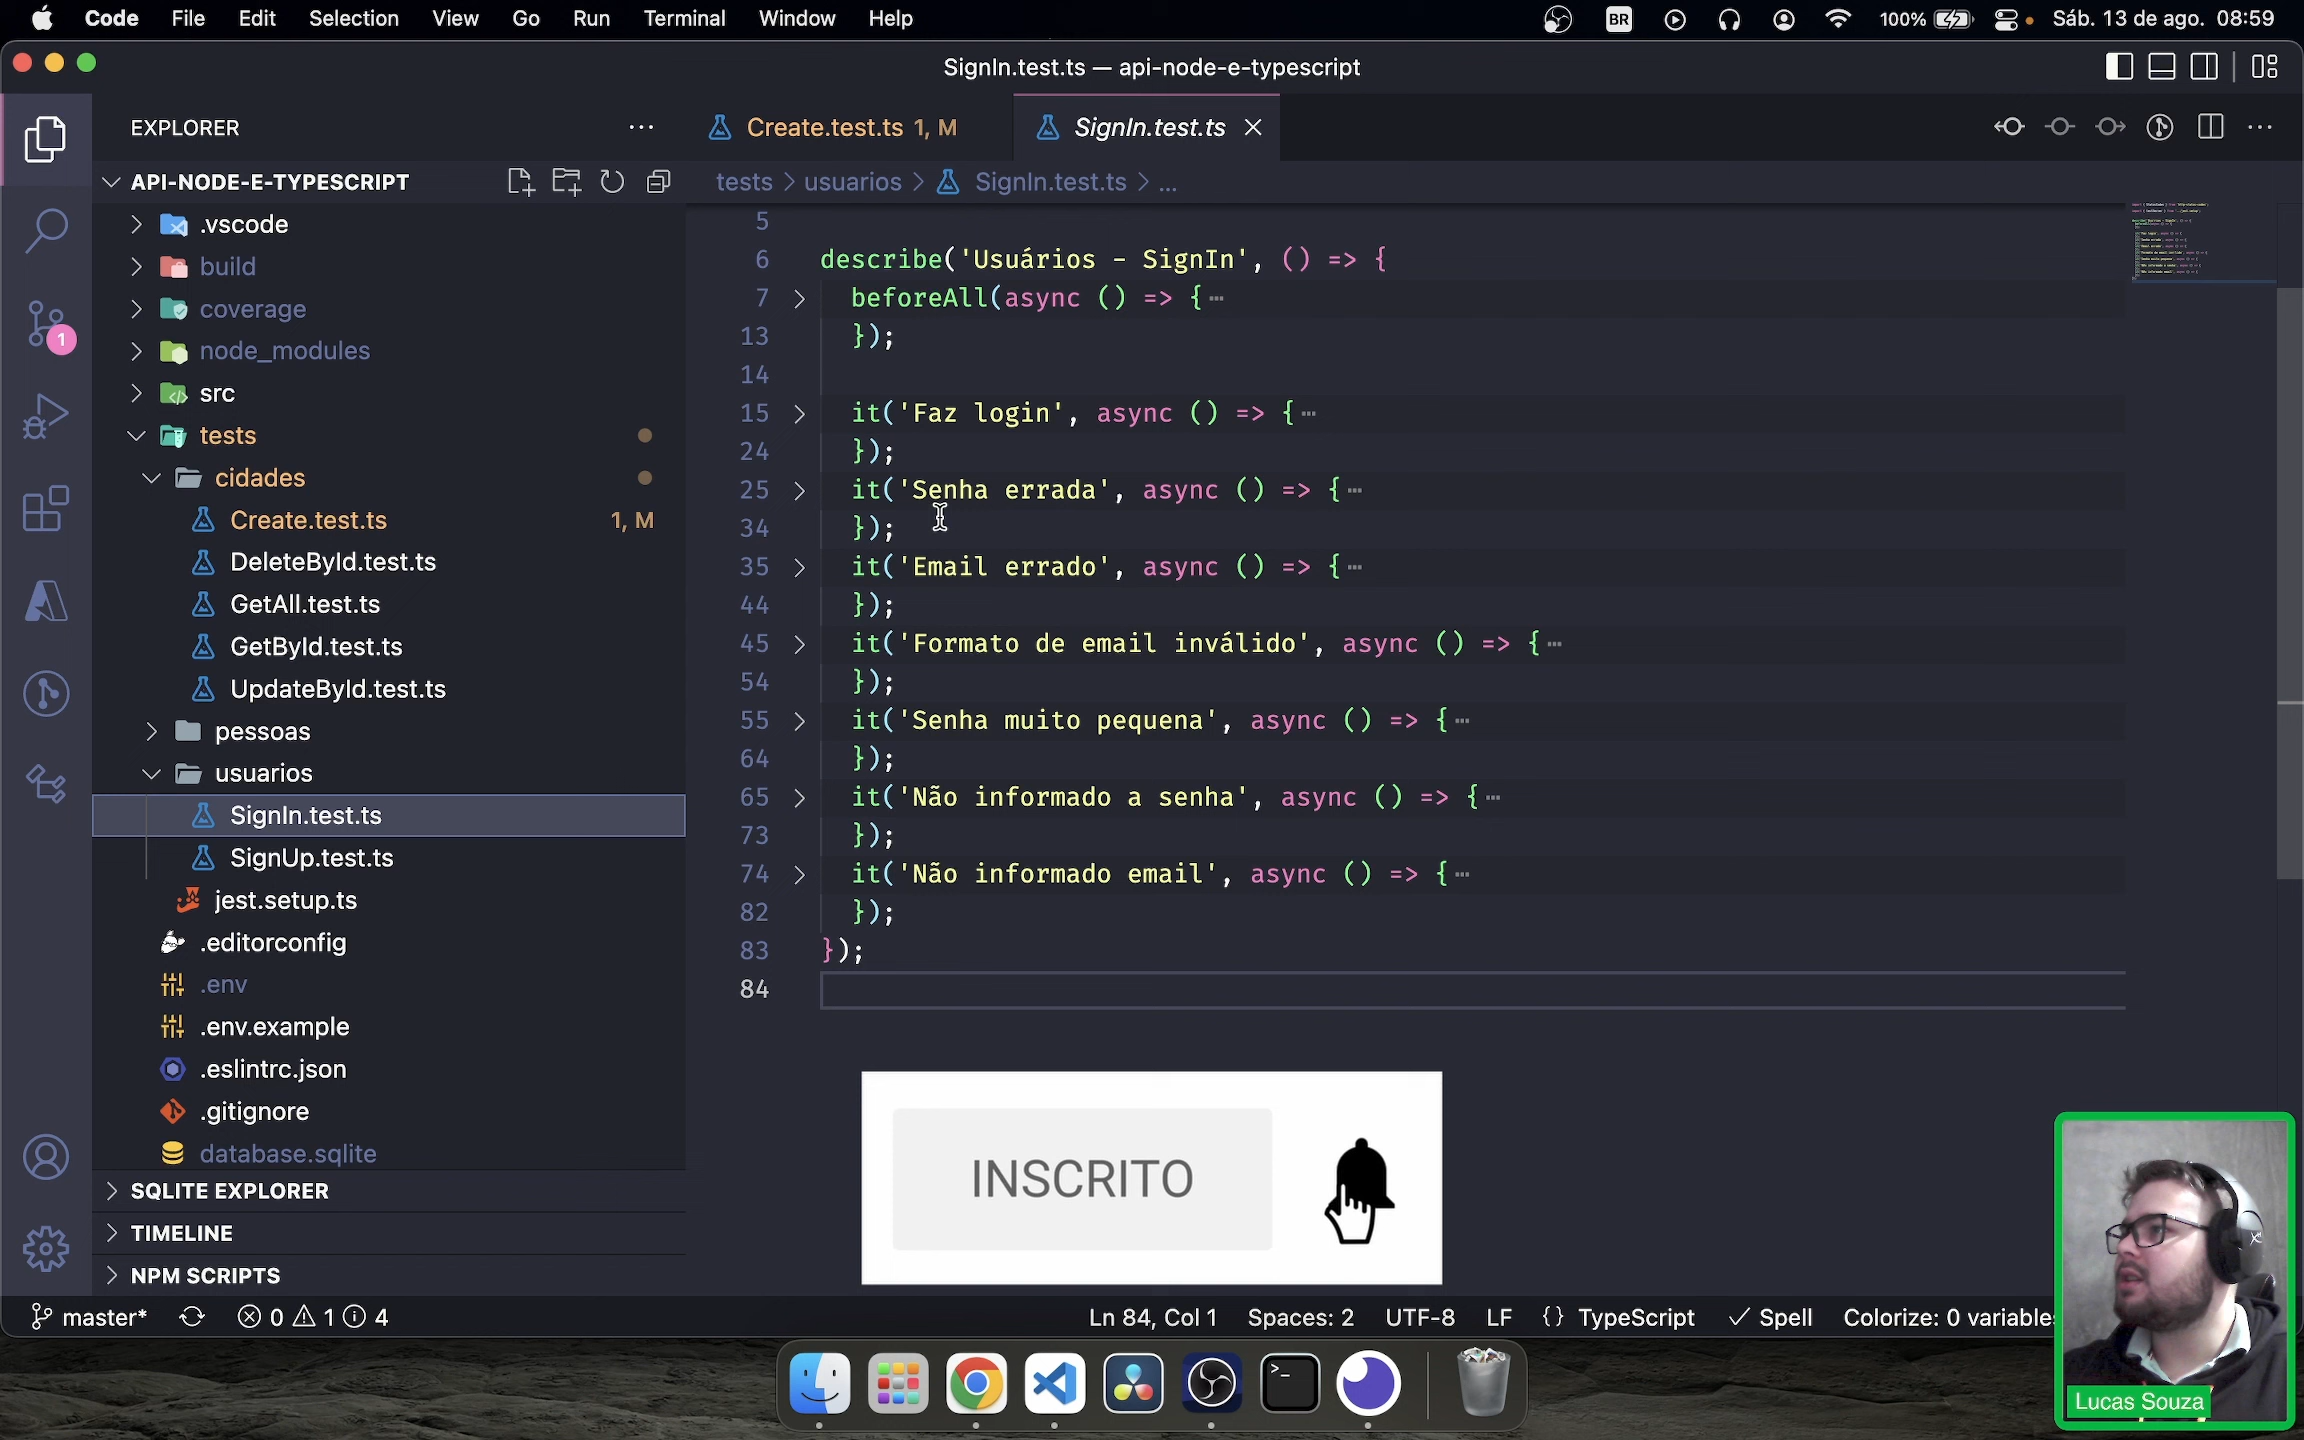 Code File Edit Selection View Go Run Terminal Window Help BR 100% Sáb. 13 de ago. 08:59
SignIn.test.ts — api-node-e-typescript
EXPLORER
API-NODE-E-TYPESCRIPT
.vscode
build
coverage
node_modules
src
tests
cidades
Create.test.ts 1, M
DeleteById.test.ts
GetAll.test.ts
GetById.test.ts
UpdateById.test.ts
pessoas
usuarios
SignIn.test.ts
SignUp.test.ts
jest.setup.ts
.editorconfig
.env
.env.example
.eslintrc.json
.gitignore
database.sqlite
SQLITE EXPLORER
TIMELINE
NPM SCRIPTS
1
Create.test.ts 1, M SignIn.test.ts
tests > usuarios > SignIn.test.ts > ...
5
6 describe('Usuários - SignIn', () => {
7 beforeAll(async () => {⋯
13 });
14
15 it('Faz login', async () => {⋯
24 });
25 it('Senha errada', async () => {⋯
34 });
35 it('Email errado', async () => {⋯
44 });
45 it('Formato de email inválido', async () => {⋯
54 });
55 it('Senha muito pequena', async () => {⋯
64 });
65 it('Não informado a senha', async () => {⋯
73 });
74 it('Não informado email', async () => {⋯
82 });
83 });
84
INSCRITO
master* 0 1 4 Ln 84, Col 1 Spaces: 2 UTF-8 LF {} TypeScript Spell Colorize: 0 variables
Lucas Souza